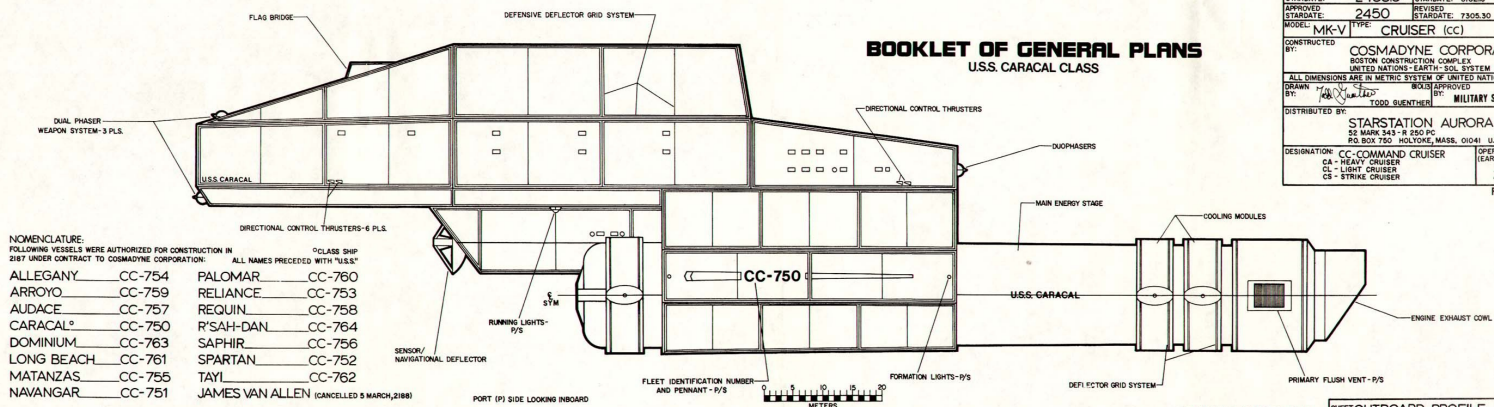 FLAG BRIDGE
DEFENSIVE DEFLECTOR GRID SYSTEM
BOOKLET OF GENERAL PLANS
U.S.S. CARACAL CLASS
DUAL PHASER
WEAPON SYSTEM-3 PLS.
DIRECTIONAL CONTROL THRUSTERS
DUOPHASERS
U.S.S. CARACAL
DIRECTIONAL CONTROL THRUSTERS-6 PLS.
MAIN ENERGY STAGE
COOLING MODULES
CC-750
U.S.S. CARACAL
SYM
ENGINE EXHAUST COWL
RUNNING LIGHTS-
P/S
SENSOR/
NAVIGATIONAL DEFLECTOR
FLEET IDENTIFICATION NUMBER
AND PENNANT-P/S
0 5 10 15 20
METERS
FORMATION LIGHTS-P/S
DEFLECTOR GRID SYSTEM
PRIMARY FLUSH VENT-P/S
PORT (P) SIDE LOOKING INBOARD
NOMENCLATURE:
FOLLOWING VESSELS WERE AUTHORIZED FOR CONSTRUCTION IN
2187 UNDER CONTRACT TO COSMADYNE CORPORATION:
°CLASS SHIP
ALL NAMES PRECEDED WITH "U.S.S."
ALLEGANY CC-754
ARROYO CC-759
AUDACE CC-757
CARACAL° CC-750
DOMINIUM CC-763
LONG BEACH CC-761
MATANZAS CC-755
NAVANGAR CC-751
PALOMAR CC-760
RELIANCE CC-753
REQUIN CC-758
R'SAH-DAN CC-764
SAPHIR CC-756
SPARTAN CC-752
TAYI CC-762
JAMES VAN ALLEN (CANCELLED 5 MARCH, 2188)
APPROVED STARDATE: 2450 REVISED STARDATE: 7305.30
MODEL: MK-V TYPE: CRUISER (CC)
CONSTRUCTED BY: COSMADYNE CORPORA
BOSTON CONSTRUCTION COMPLEX
UNITED NATIONS-EARTH-SOL SYSTEM
ALL DIMENSIONS ARE IN METRIC SYSTEM OF UNITED NATI
DRAWN BY: TODD GUENTHER APPROVED BY: MILITARY S
DISTRIBUTED BY:
STARSTATION AURORA
52 MARK 343-R 250 PC
P.O. BOX 750 HOLYOKE, MASS. 01041 U.
DESIGNATION: CC-COMMAND CRUISER
CA-HEAVY CRUISER
CL-LIGHT CRUISER
CS-STRIKE CRUISER
OPER
(EAR
OUTBOARD PROFILE